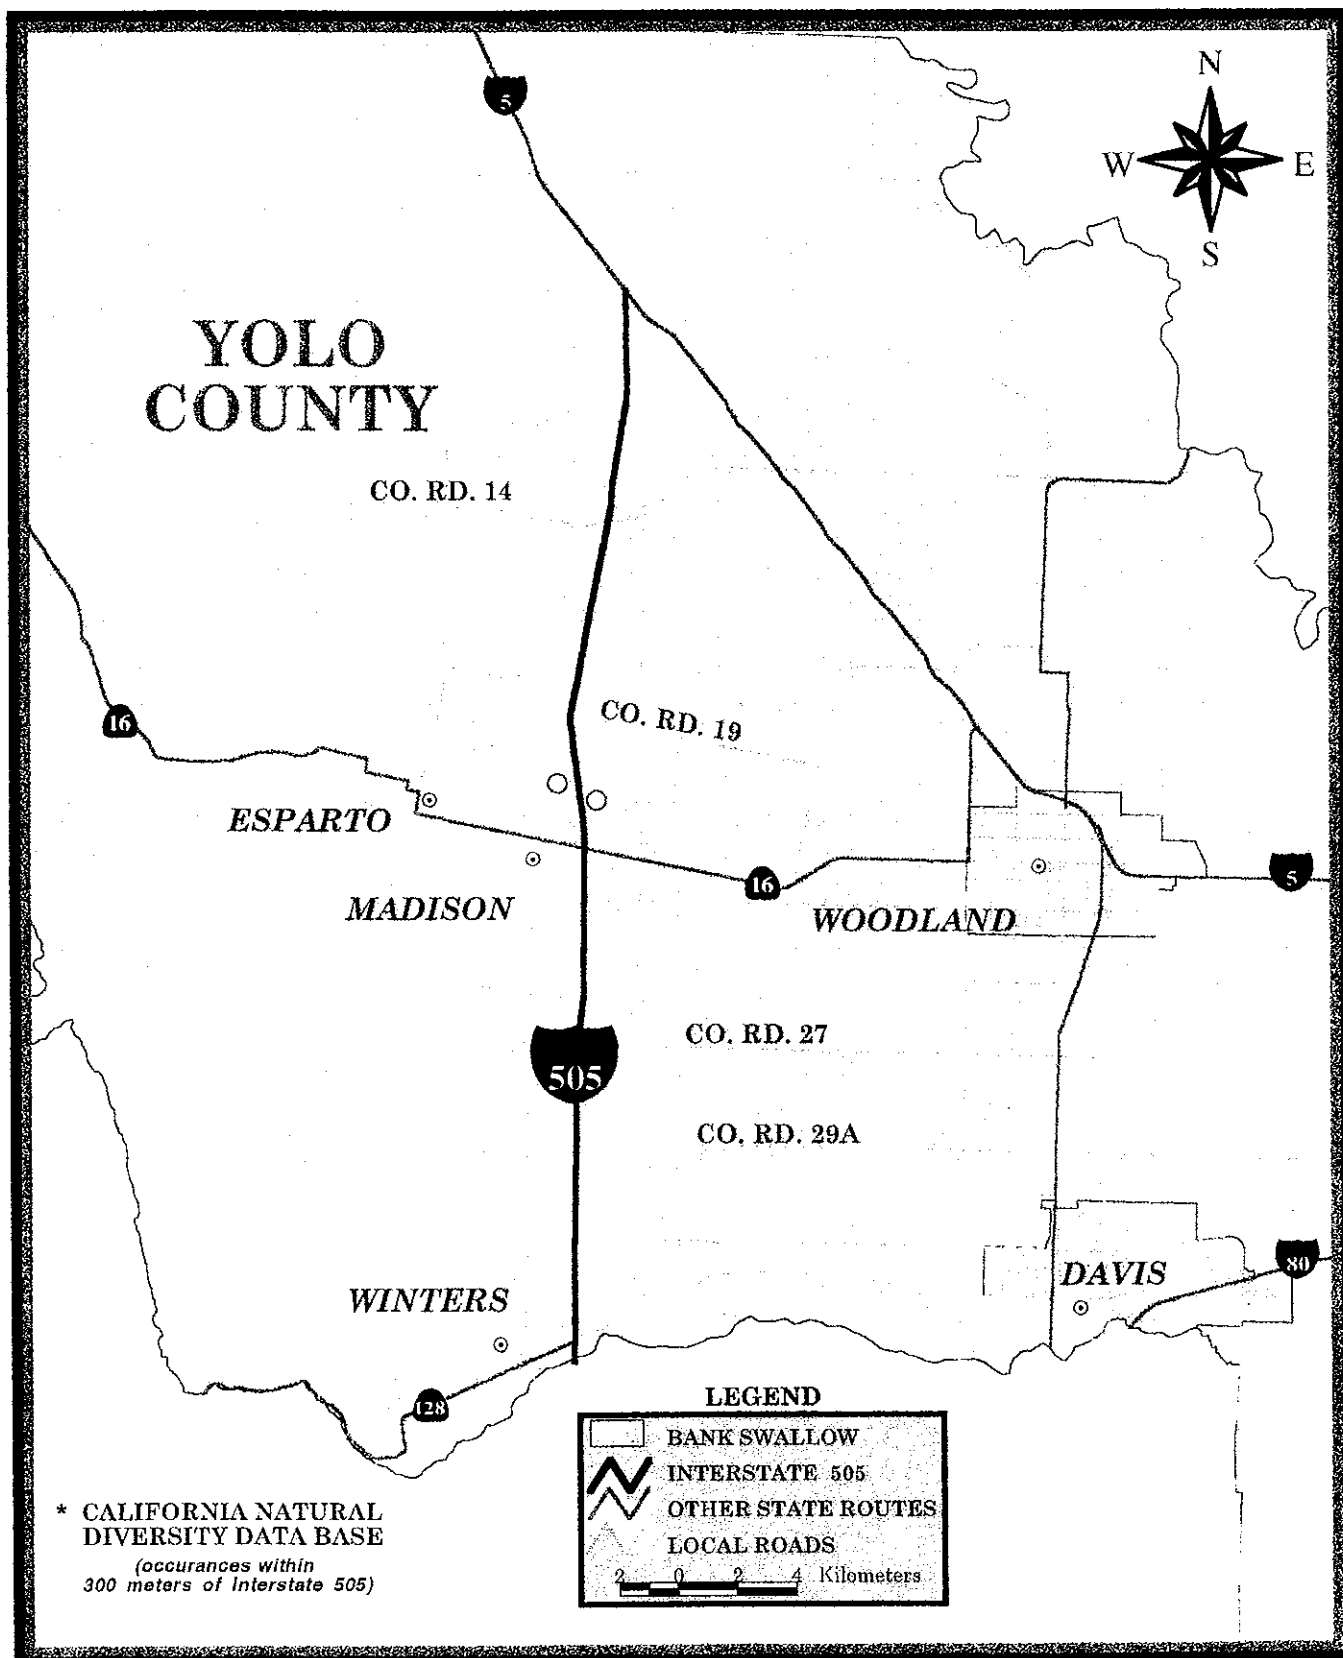 N
W E
S
5
YOLO
COUNTY
CO. RD. 14
16
CO. RD. 19
ESPARTO
MADISON
16
WOODLAND
5
505
CO. RD. 27
CO. RD. 29A
DAVIS
80
WINTERS
128
LEGEND
BANK SWALLOW
INTERSTATE 505
OTHER STATE ROUTES
LOCAL ROADS
2 0 2 4 Kilometers
* CALIFORNIA NATURAL
DIVERSITY DATA BASE
(occurances within
300 meters of Interstate 505)